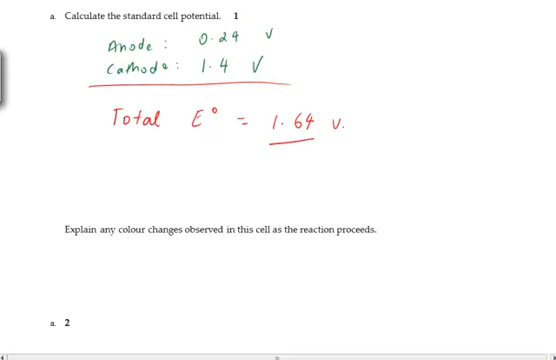 a. Calculate the standard cell potential. 1
Anode: 0.24 V
Cathode: 1.4 V
Total E° = 1.64 V.
Explain any colour changes observed in this cell as the reaction proceeds.
a. 2